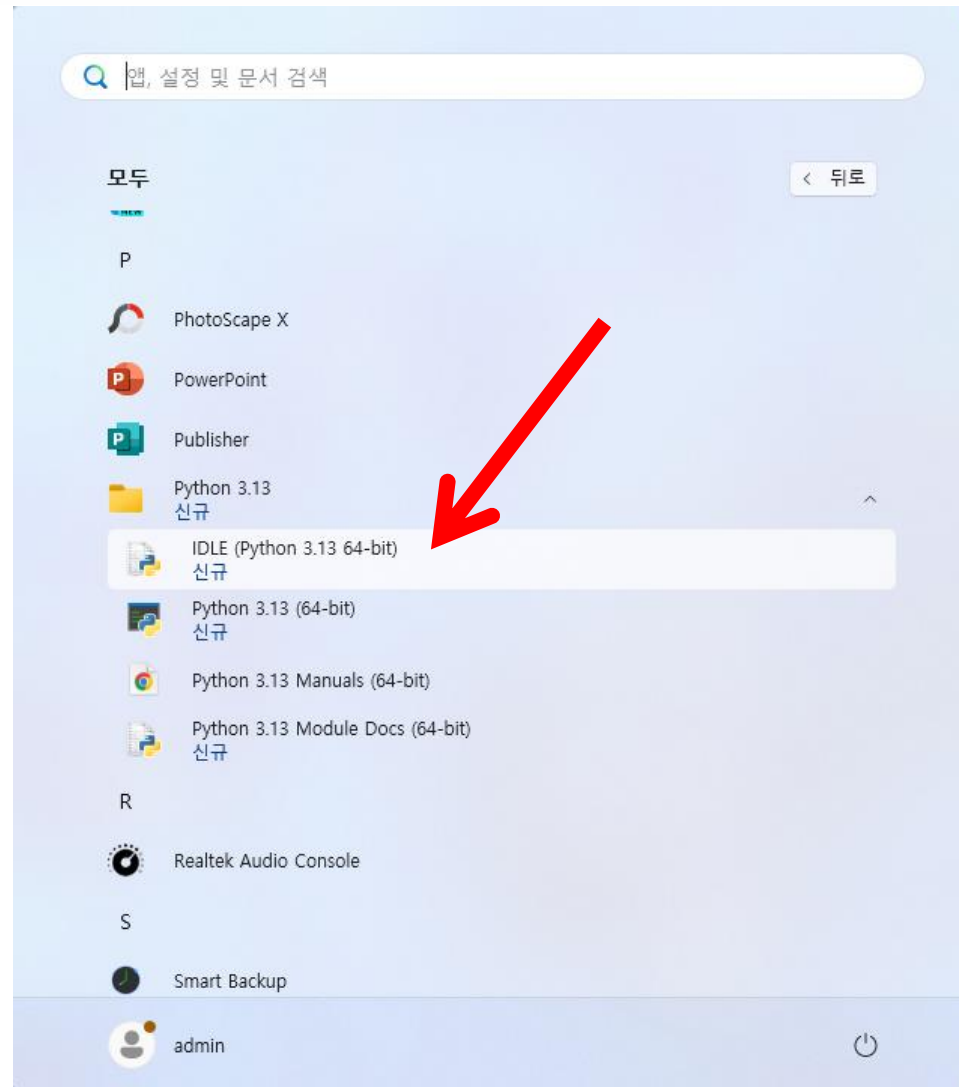 앱, 설정 및 문서 검색
모두
뒤로
NEW
P
PhotoScape X
PowerPoint
Publisher
Python 3.13
신규
IDLE (Python 3.13 64-bit)
신규
Python 3.13 (64-bit)
신규
Python 3.13 Manuals (64-bit)
Python 3.13 Module Docs (64-bit)
신규
R
Realtek Audio Console
S
Smart Backup
admin